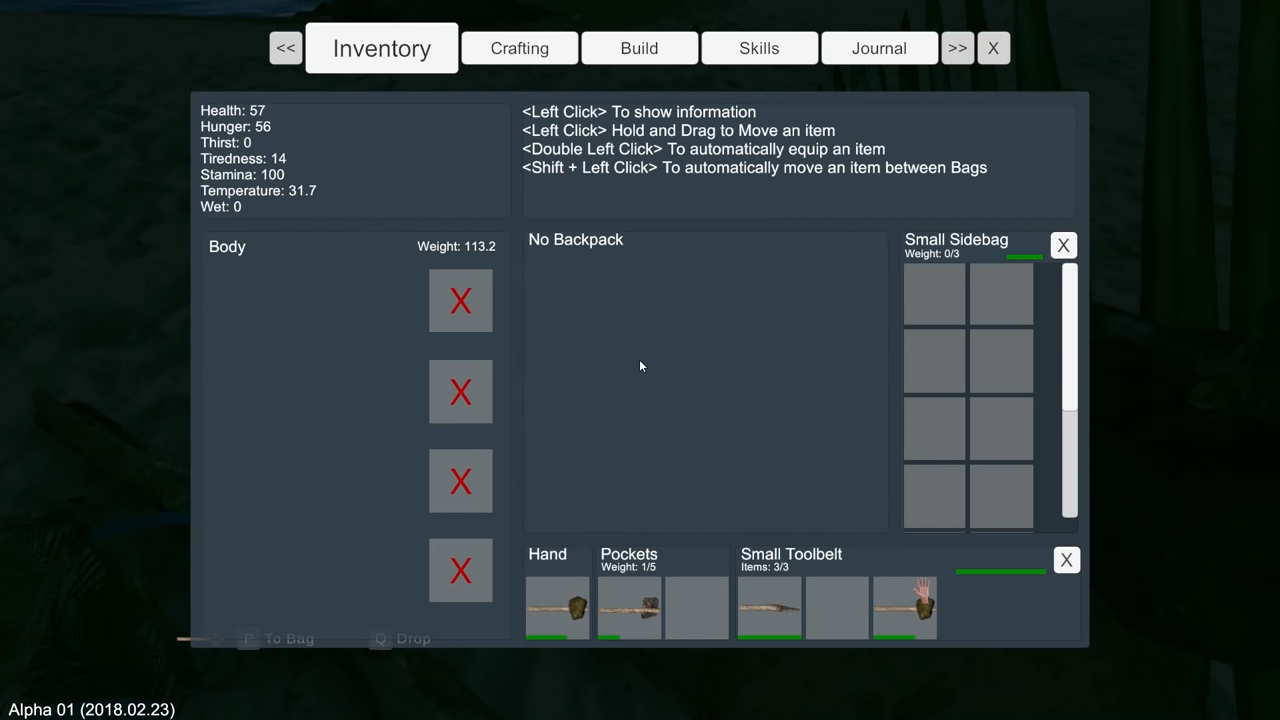 <<
Inventory
Crafting
Build
Skills
Journal
>>
X
Health: 57
Hunger: 56
Thirst: 0
Tiredness: 14
Stamina: 100
Temperature: 31.7
Wet: 0
<Left Click> To show information
<Left Click> Hold and Drag to Move an item
<Double Left Click> To automatically equip an item
<Shift + Left Click> To automatically move an item between Bags
Body
Weight: 113.2
X
X
X
X
No Backpack
Small Sidebag
Weight: 0/3
X
Hand
Pockets
Weight: 1/5
Small Toolbelt
Items: 3/3
X
P To Bag
Q Drop
Alpha 01 (2018.02.23)